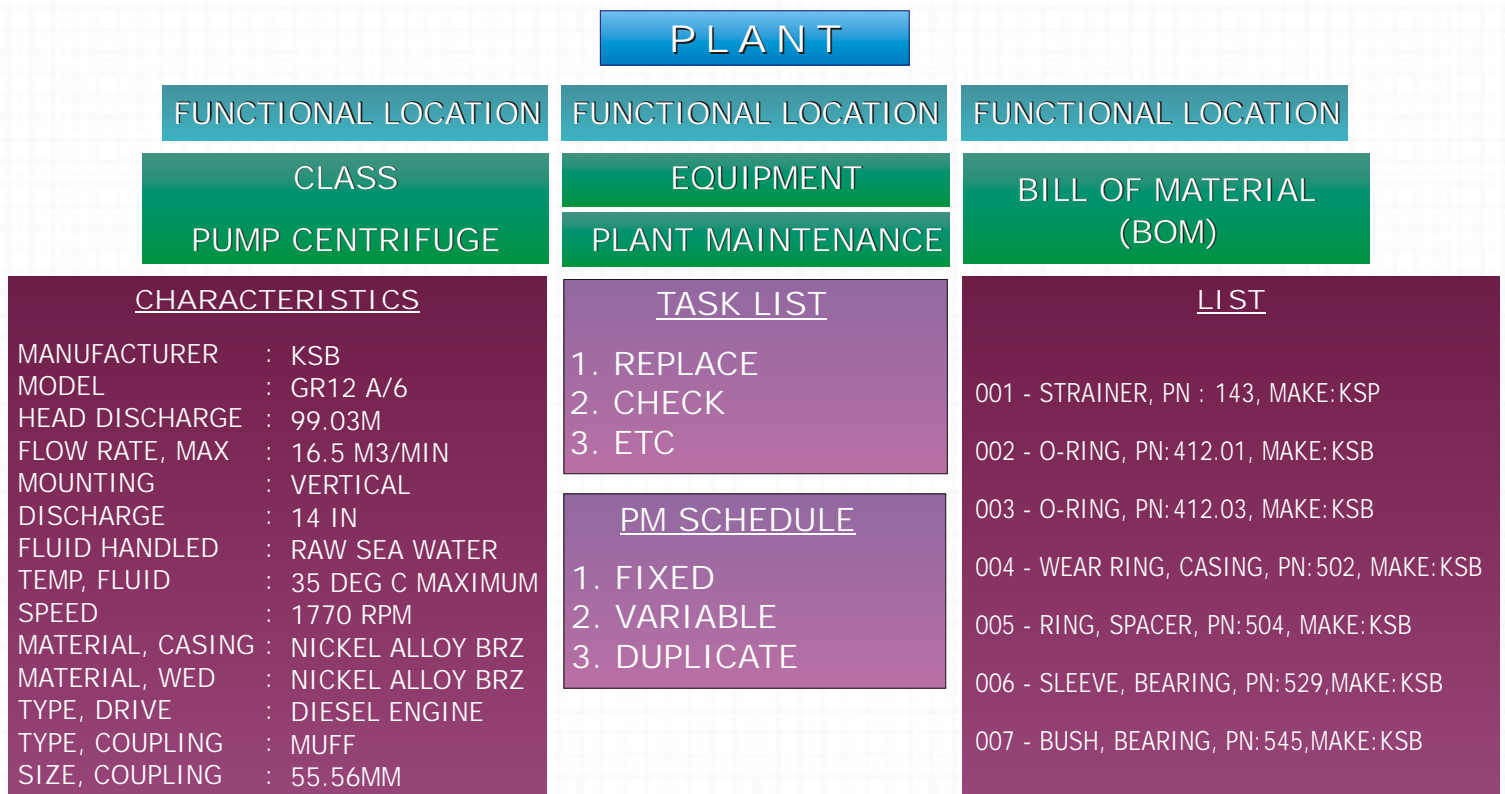 PLANT
FUNCTIONAL LOCATION
FUNCTIONAL LOCATION
FUNCTIONAL LOCATION
CLASS
PUMP CENTRIFUGE
EQUIPMENT
PLANT MAINTENANCE
BILL OF MATERIAL
(BOM)
CHARACTERISTICS
MANUFACTURER : KSB
MODEL : GR12 A/6
HEAD DISCHARGE : 99.03M
FLOW RATE, MAX : 16.5 M3/MIN
MOUNTING : VERTICAL
DISCHARGE : 14 IN
FLUID HANDLED : RAW SEA WATER
TEMP, FLUID : 35 DEG C MAXIMUM
SPEED : 1770 RPM
MATERIAL, CASING : NICKEL ALLOY BRZ
MATERIAL, WED : NICKEL ALLOY BRZ
TYPE, DRIVE : DIESEL ENGINE
TYPE, COUPLING : MUFF
SIZE, COUPLING : 55.56MM
TASK LIST
1. REPLACE
2. CHECK
3. ETC
PM SCHEDULE
1. FIXED
2. VARIABLE
3. DUPLICATE
LIST
001 - STRAINER, PN : 143, MAKE:KSP
002 - O-RING, PN:412.01, MAKE:KSB
003 - O-RING, PN:412.03, MAKE:KSB
004 - WEAR RING, CASING, PN:502, MAKE:KSB
005 - RING, SPACER, PN:504, MAKE:KSB
006 - SLEEVE, BEARING, PN:529,MAKE:KSB
007 - BUSH, BEARING, PN:545,MAKE:KSB